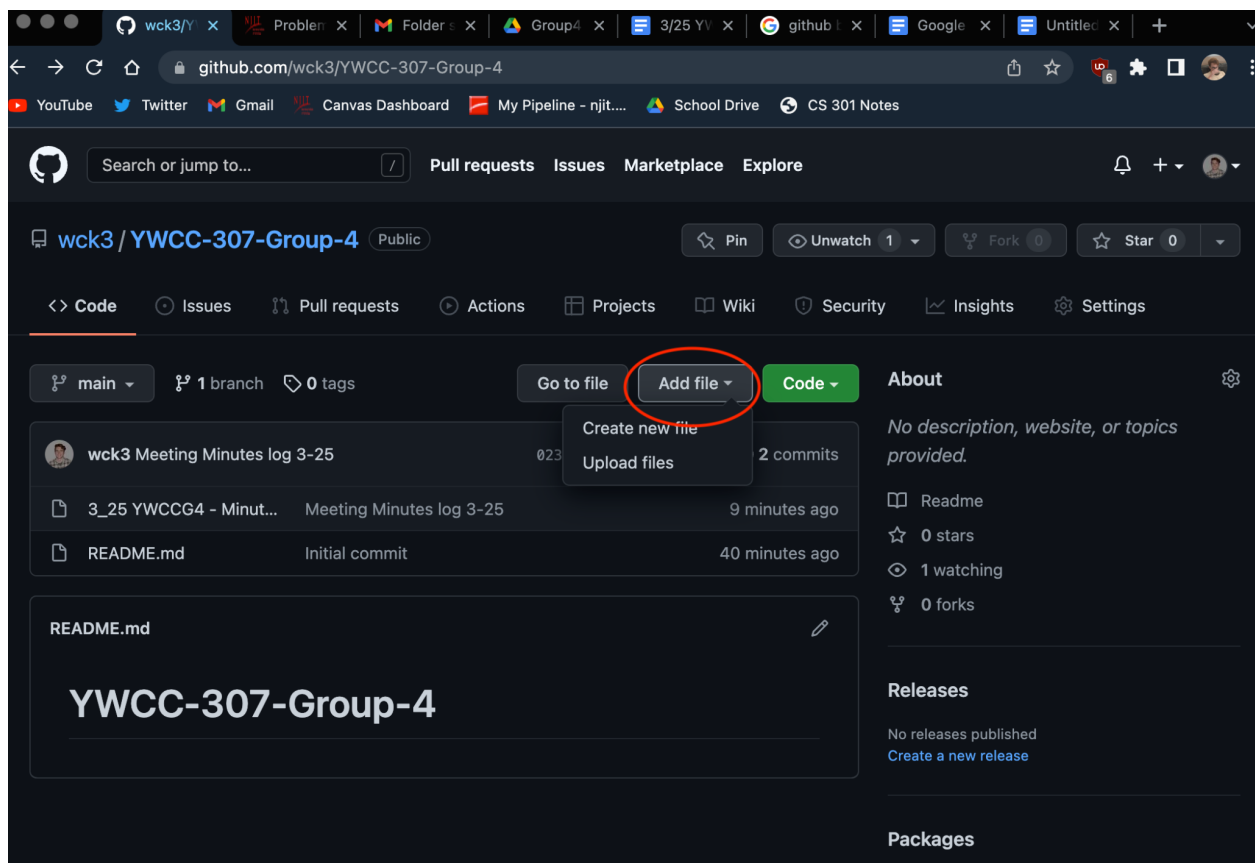 wck3/Y
Problem
Folder s
Group4
3/25 YW
github b
Google
Untitled
github.com/wck3/YWCC-307-Group-4
6
YouTube
Twitter
Gmail
Canvas Dashboard
My Pipeline - njit....
School Drive
CS 301 Notes
Search or jump to...
/
Pull requests
Issues
Marketplace
Explore
wck3 / YWCC-307-Group-4 Public
Pin
Unwatch 1
Fork 0
Star 0
<> Code
Issues
Pull requests
Actions
Projects
Wiki
Security
Insights
Settings
main
1 branch
0 tags
Go to file
Add file
Code
Create new file
Upload files
wck3 Meeting Minutes log 3-25
023
2 commits
3_25 YWCCG4 - Minut...
Meeting Minutes log 3-25
9 minutes ago
README.md
Initial commit
40 minutes ago
README.md
YWCC-307-Group-4
About
No description, website, or topics
provided.
Readme
0 stars
1 watching
0 forks
Releases
No releases published
Create a new release
Packages